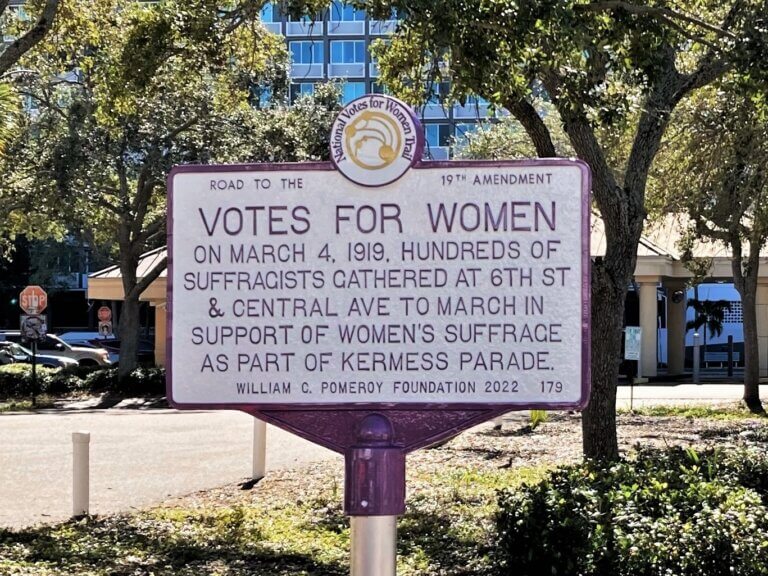 National Votes for Women Trail
ROAD TO THE 19TH AMENDMENT
VOTES FOR WOMEN
ON MARCH 4, 1919, HUNDREDS OF
SUFFRAGISTS GATHERED AT 6TH ST
& CENTRAL AVE TO MARCH IN
SUPPORT OF WOMEN'S SUFFRAGE
AS PART OF KERMESS PARADE.
WILLIAM G. POMEROY FOUNDATION 2022 179
STOP